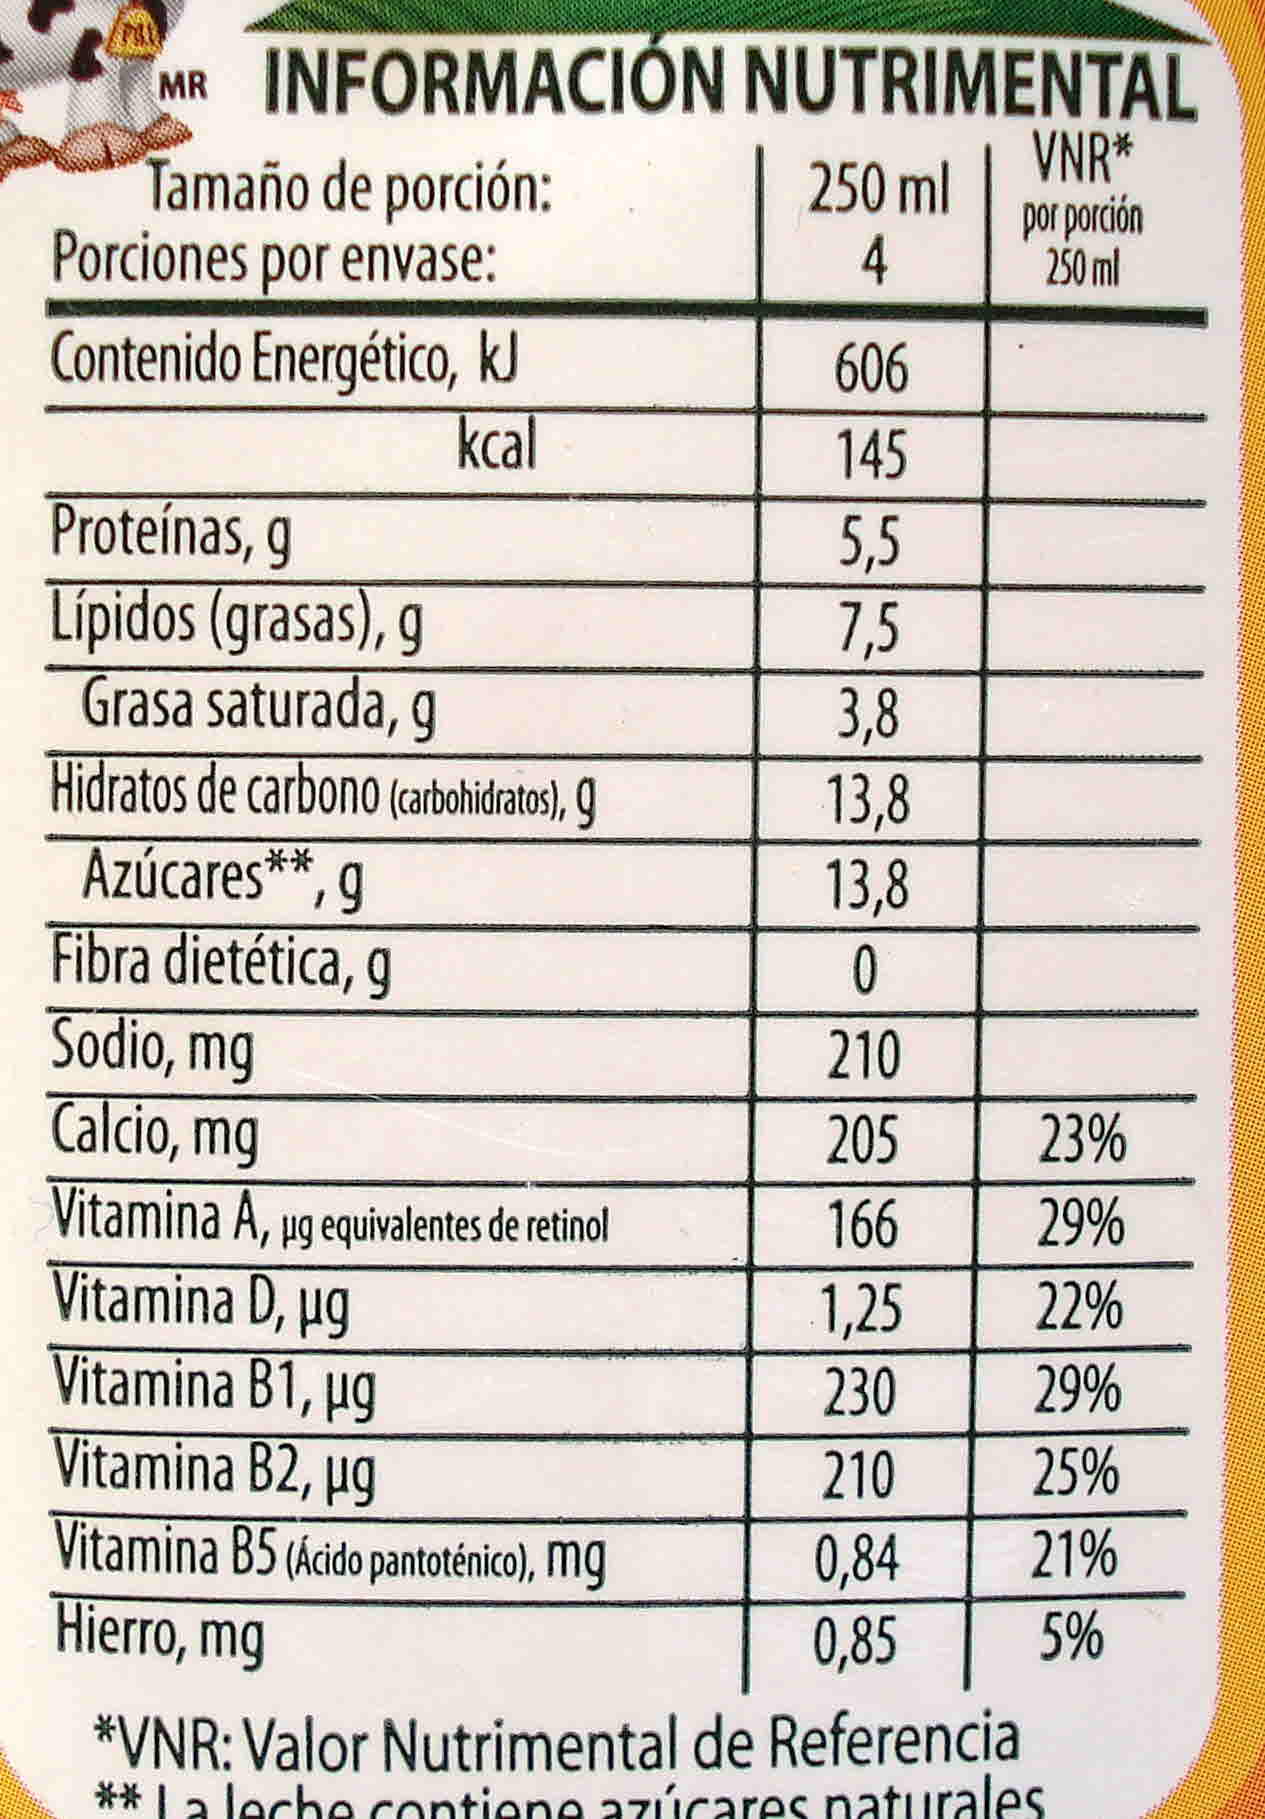 MR
INFORMACIÓN NUTRIMENTAL
Tamaño de porción: 250 ml VNR* por porción 250 ml
Porciones por envase: 4
Contenido Energético, kJ 606
kcal 145
Proteínas, g 5,5
Lípidos (grasas), g 7,5
Grasa saturada, g 3,8
Hidratos de carbono (carbohidratos), g 13,8
Azúcares**, g 13,8
Fibra dietética, g 0
Sodio, mg 210
Calcio, mg 205 23%
Vitamina A, µg equivalentes de retinol 166 29%
Vitamina D, µg 1,25 22%
Vitamina B1, µg 230 29%
Vitamina B2, µg 210 25%
Vitamina B5 (Ácido pantoténico), mg 0,84 21%
Hierro, mg 0,85 5%
*VNR: Valor Nutrimental de Referencia
** La leche contiene azúcares naturales